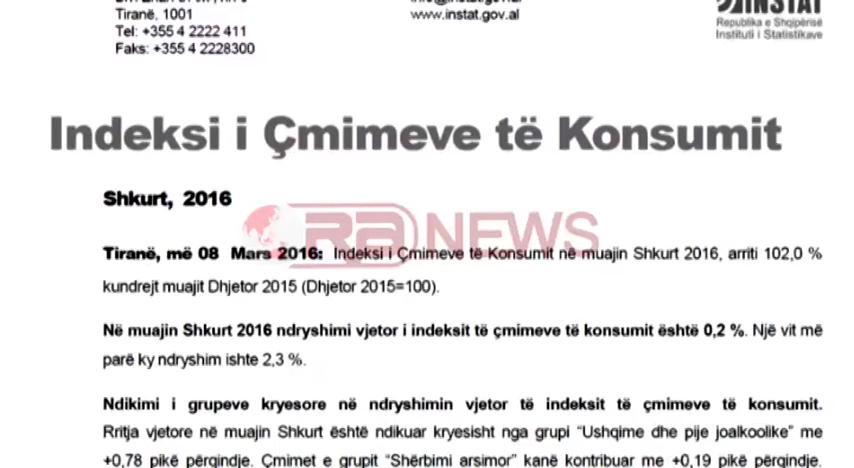 Tiranë, 1001
Tel: +355 4 2222 411
Faks: +355 4 2228300
www.instat.gov.al
INSTAT
Republika e Shqipërisë
Instituti i Statistikave
Indeksi i Çmimeve të Konsumit
Shkurt, 2016
RaNEWS
Tiranë, më 08 Mars 2016: Indeksi i Çmimeve të Konsumit në muajin Shkurt 2016, arriti 102,0 %
kundrejt muajit Dhjetor 2015 (Dhjetor 2015=100).
Në muajin Shkurt 2016 ndryshimi vjetor i indeksit të çmimeve të konsumit është 0,2 %. Një vit më
parë ky ndryshim ishte 2,3 %.
Ndikimi i grupeve kryesore në ndryshimin vjetor të indeksit të çmimeve të konsumit.
Rritja vjetore në muajin Shkurt është ndikuar kryesisht nga grupi “Ushqime dhe pije joalkoolike” me
+0,78 pikë përqindje. Çmimet e grupit “Shërbimi arsimor” kanë kontribuar me +0,19 pikë përqindje.